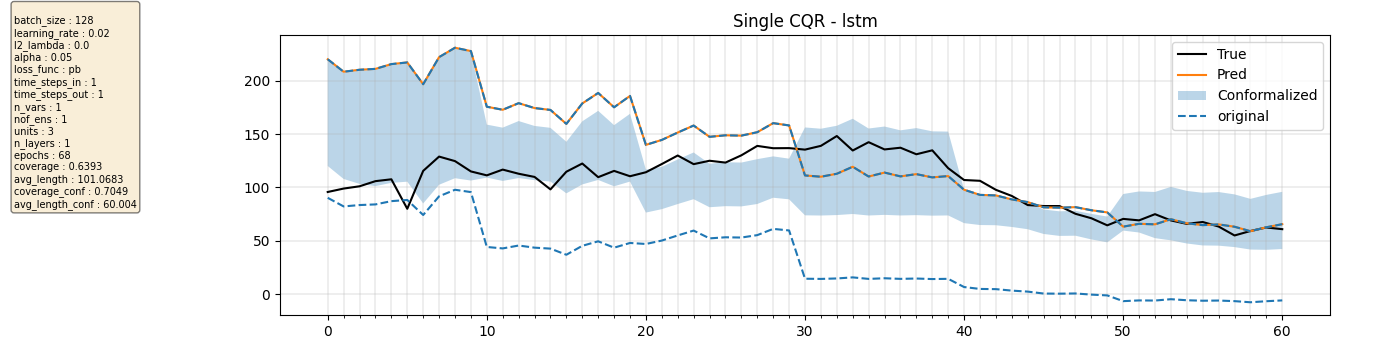 Single CQR - lstm
batch_size : 128
learning_rate : 0.02
l2_lambda : 0.0
alpha : 0.05
loss_func : pb
time_steps_in : 1
time_steps_out : 1
n_vars : 1
nof_ens : 1
units : 3
n_layers : 1
epochs : 68
coverage : 0.6393
avg_length : 101.0683
coverage_conf : 0.7049
avg_length_conf : 60.004
200
150
100
50
0
True
Pred
Conformalized
original
0 10 20 30 40 50 60